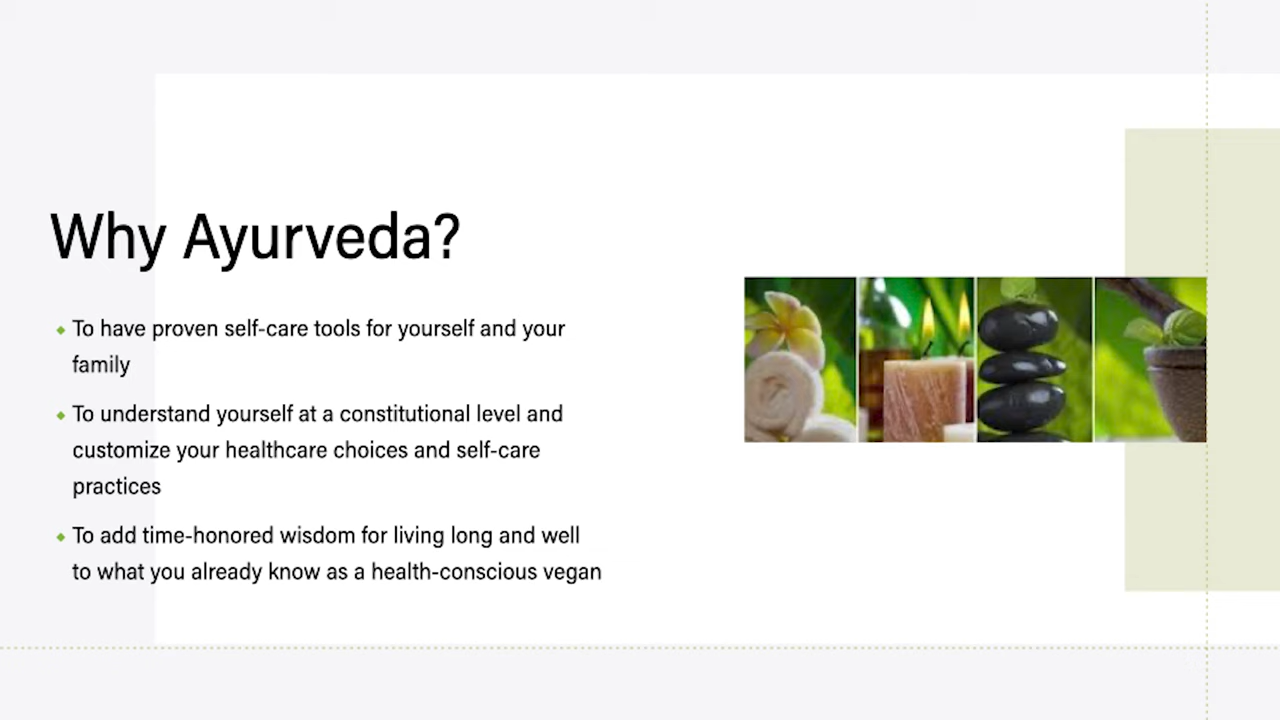 Why Ayurveda?
To have proven self-care tools for yourself and your
family
To understand yourself at a constitutional level and
customize your healthcare choices and self-care
practices
To add time-honored wisdom for living long and well
to what you already know as a health-conscious vegan